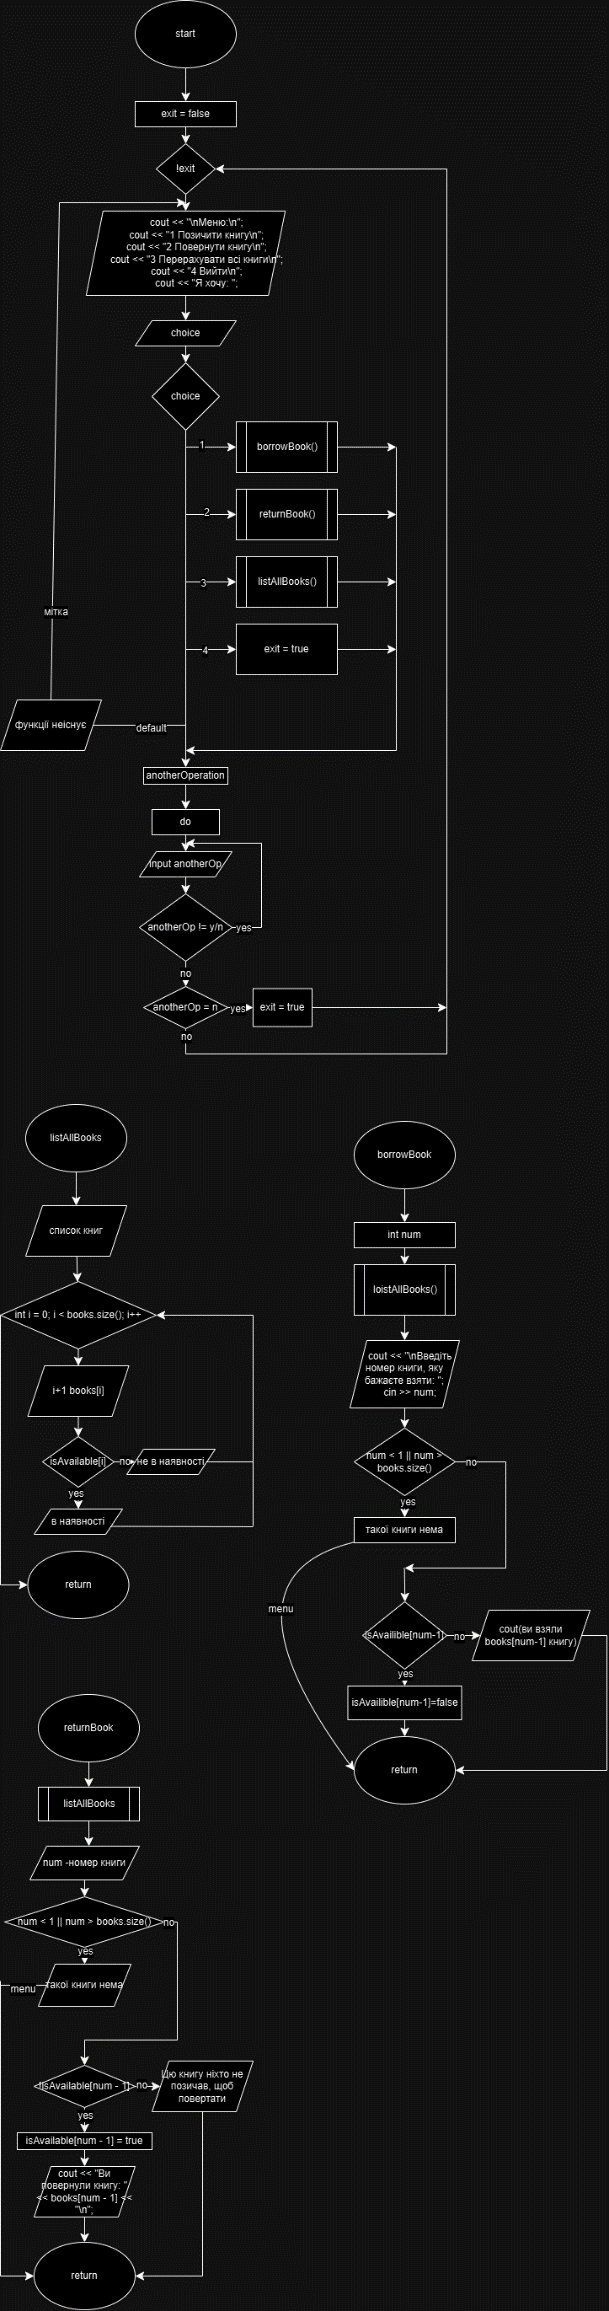 start
exit = false
!exit
cout << "\nМеню:\n";
cout << "1 Позичити книгу\n";
cout << "2 Повернути книгу\n";
cout << "3 Перерахувати всі книги\n";
cout << "4 Вийти\n";
cout << "Я хочу: ";
choice
choice
1
borrowBook()
2
returnBook()
3
listAllBooks()
4
exit = true
мітка
функції неіснує
default
anotherOperation
do
input anotherOp
anotherOp != y/n
yes
no
anotherOp = n
yes
exit = true
no
listAllBooks
список книг
int i = 0; i < books.size(); i++
i+1 books[i]
isAvailable[i]
no
не в наявності
yes
в наявності
return
borrowBook
int num
loistAllBooks()
cout << "\nВведіть
номер книги, яку
бажаєте взяти: ";
cin >> num;
num < 1 || num >
books.size()
no
yes
такої книги нема
menu
isAvailible[num-1]
no
cout(ви взяли
books[num-1] книгу)
yes
isAvailible[num-1]=false
return
returnBook
listAllBooks
num -номер книги
num < 1 || num > books.size()
no
yes
такої книги нема
menu
!isAvailable[num - 1]
no
Цю книгу ніхто не
позичав, щоб
повертати
yes
isAvailable[num - 1] = true
cout << "Ви
повернули книгу: "
<< books[num - 1] <<
"\n";
return